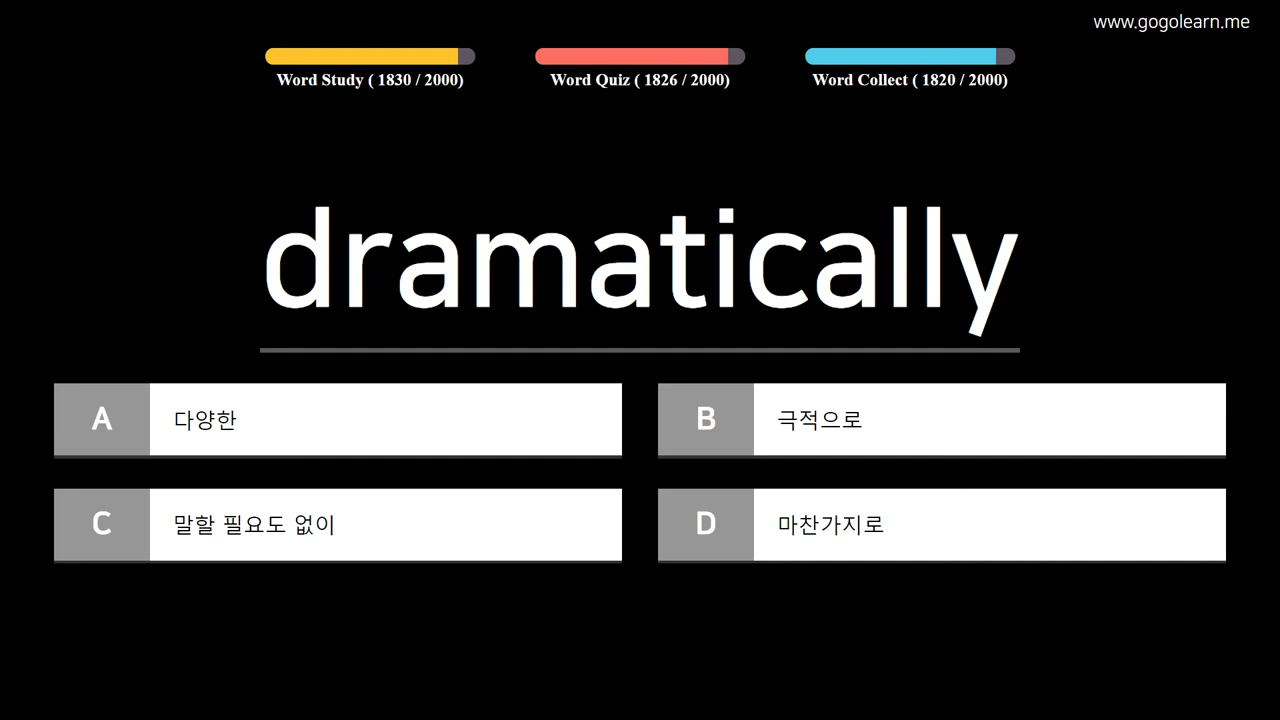 www.gogolearn.me
Word Study ( 1830 / 2000)
Word Quiz ( 1826 / 2000)
Word Collect ( 1820 / 2000)
dramatically
A 다양한
B 극적으로
C 말할 필요도 없이
D 마찬가지로